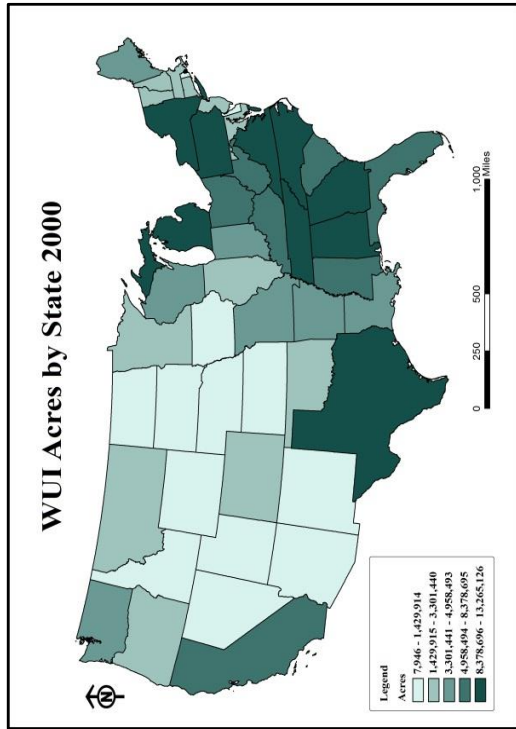 WUI Acres by State 2000
N
Legend
Acres
7,946 - 1,429,914
1,429,915 - 3,301,440
3,301,441 - 4,958,493
4,958,494 - 8,378,695
8,378,696 - 13,265,126
0 250 500 1,000
Miles